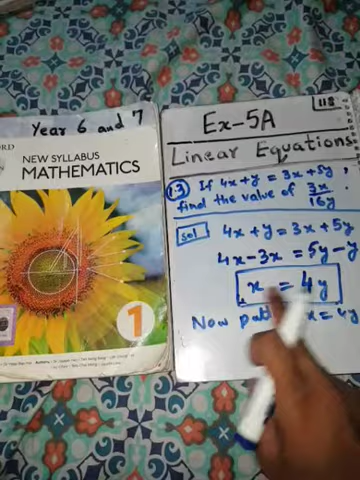 Year 6 and 7
NEW SYLLABUS
MATHEMATICS
1
118
Ex-5A
Linear Equations
13 If 4x+y = 3x+5y,
find the value of 3x/16y.
Sol 4x+y = 3x+5y
4x-3x = 5y-y
x = 4y
Now x = 4y